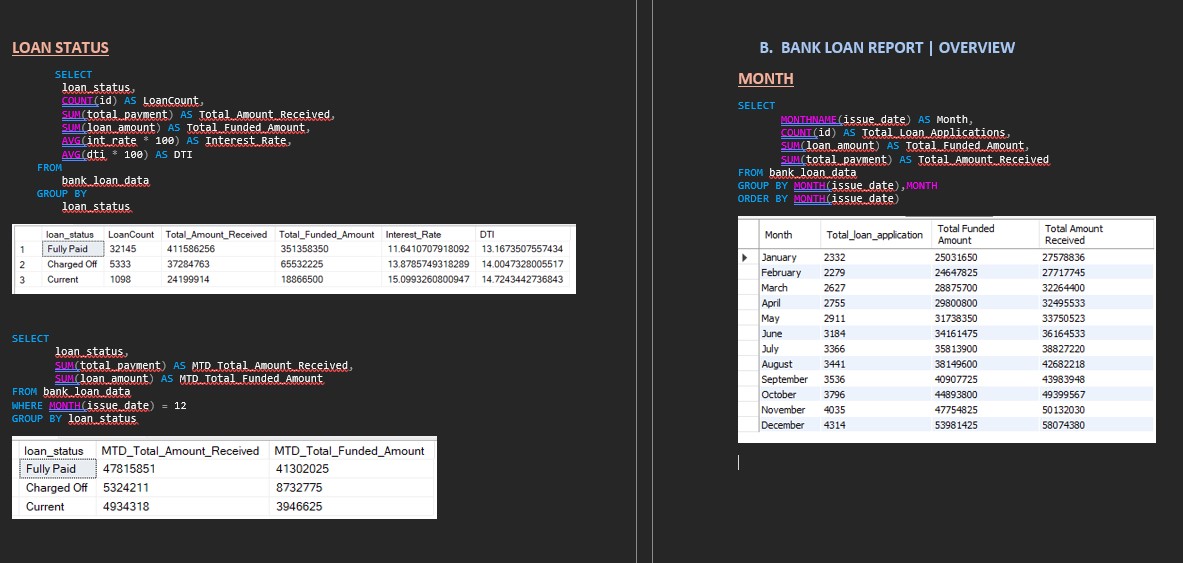 LOAN STATUS
SELECT
loan_status,
COUNT(id) AS LoanCount,
SUM(total_payment) AS Total_Amount_Received,
SUM(loan_amount) AS Total_Funded_Amount,
AVG(int_rate * 100) AS Interest_Rate,
AVG(dti * 100) AS DTI
FROM
bank_loan_data
GROUP BY
loan_status
loan_status LoanCount Total_Amount_Received Total_Funded_Amount Interest_Rate DTI
1 Fully Paid 32145 411586256 351358350 11.6410707918092 13.1673507557434
2 Charged Off 5333 37284763 65532225 13.8785749318289 14.0047328005517
3 Current 1098 24199914 18866500 15.0993260800947 14.7243442736843
SELECT
loan_status,
SUM(total_payment) AS MTD_Total_Amount_Received,
SUM(loan_amount) AS MTD_Total_Funded_Amount
FROM bank_loan_data
WHERE MONTH(issue_date) = 12
GROUP BY loan_status
loan_status MTD_Total_Amount_Received MTD_Total_Funded_Amount
Fully Paid 47815851 41302025
Charged Off 5324211 8732775
Current 4934318 3946625
B. BANK LOAN REPORT | OVERVIEW
MONTH
SELECT
MONTHNAME(issue_date) AS Month,
COUNT(id) AS Total_Loan_Applications,
SUM(loan_amount) AS Total_Funded_Amount,
SUM(total_payment) AS Total_Amount_Received
FROM bank_loan_data
GROUP BY MONTH(issue_date),MONTH
ORDER BY MONTH(issue_date)
Month Total_loan_application Total Funded Amount Total Amount Received
January 2332 25031650 27578836
February 2279 24647825 27717745
March 2627 28875700 32264400
April 2755 29800800 32495533
May 2911 31738350 33750523
June 3184 34161475 36164533
July 3366 35813900 38827220
August 3441 38149600 42682218
September 3536 40907725 43983948
October 3796 44893800 49399567
November 4035 47754825 50132030
December 4314 53981425 58074380